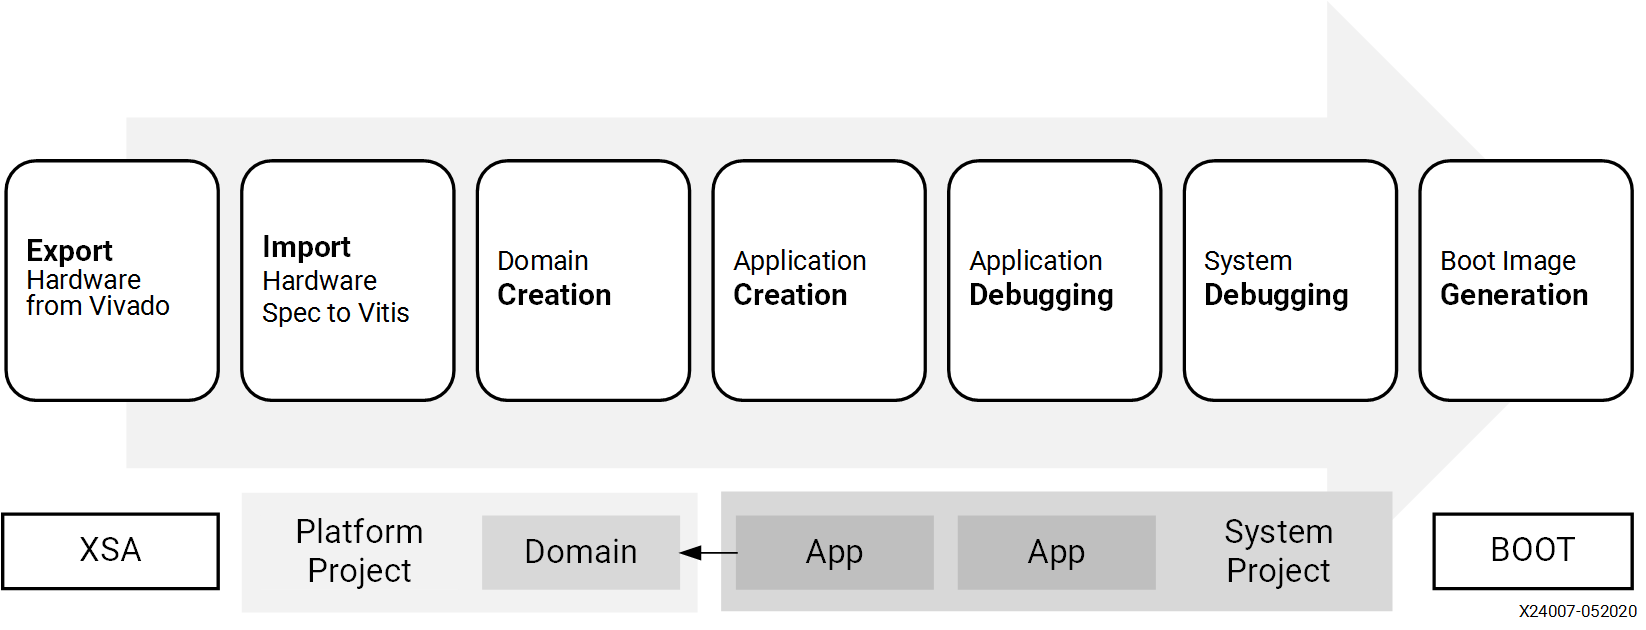 Export
Hardware
from Vivado
Import
Hardware
Spec to Vitis
Domain
Creation
Application
Creation
Application
Debugging
System
Debugging
Boot Image
Generation
XSA
Platform
Project
Domain
App
App
System
Project
BOOT
X24007-052020